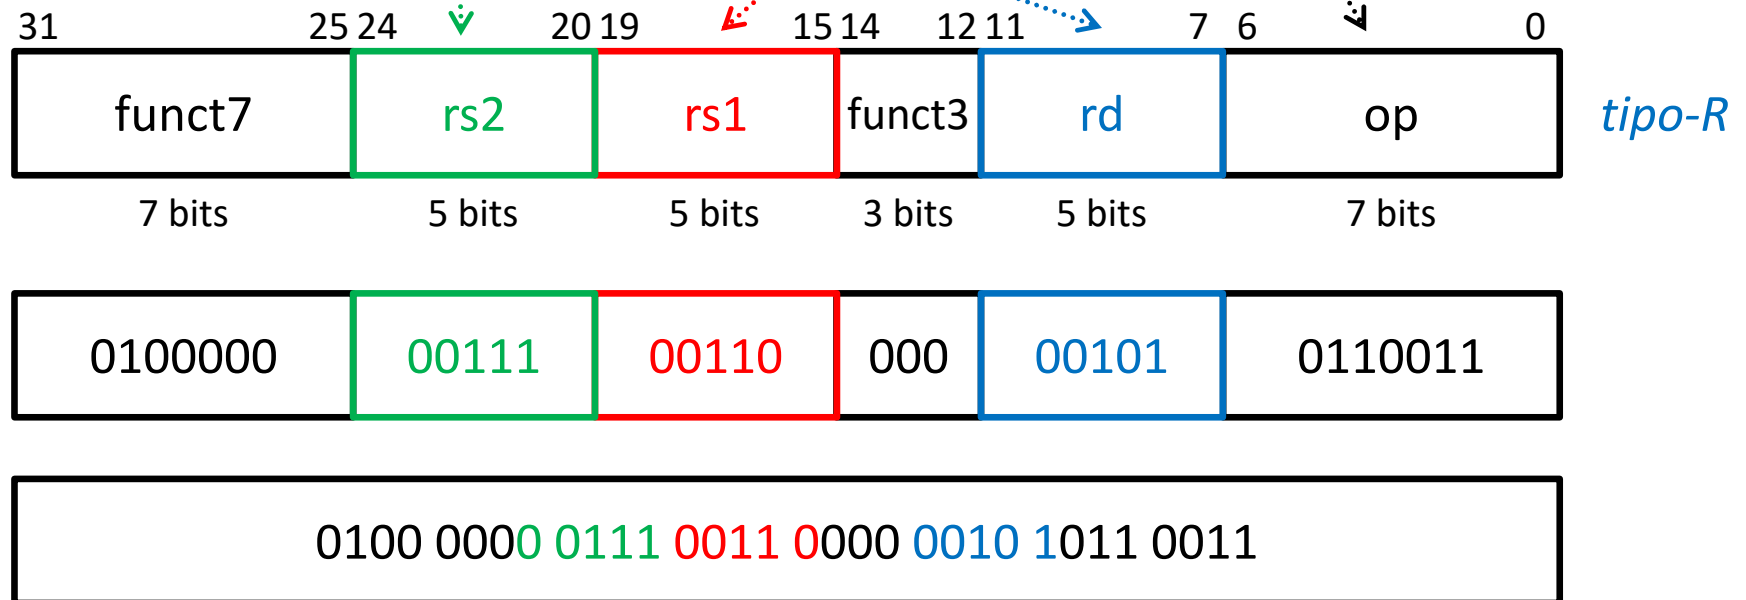 31 25 24 20 19 15 14 12 11 7 6 0
funct7 rs2 rs1 funct3 rd op tipo-R
7 bits 5 bits 5 bits 3 bits 5 bits 7 bits
0100000 00111 00110 000 00101 0110011
0100 0000 0111 0011 0000 0010 1011 0011